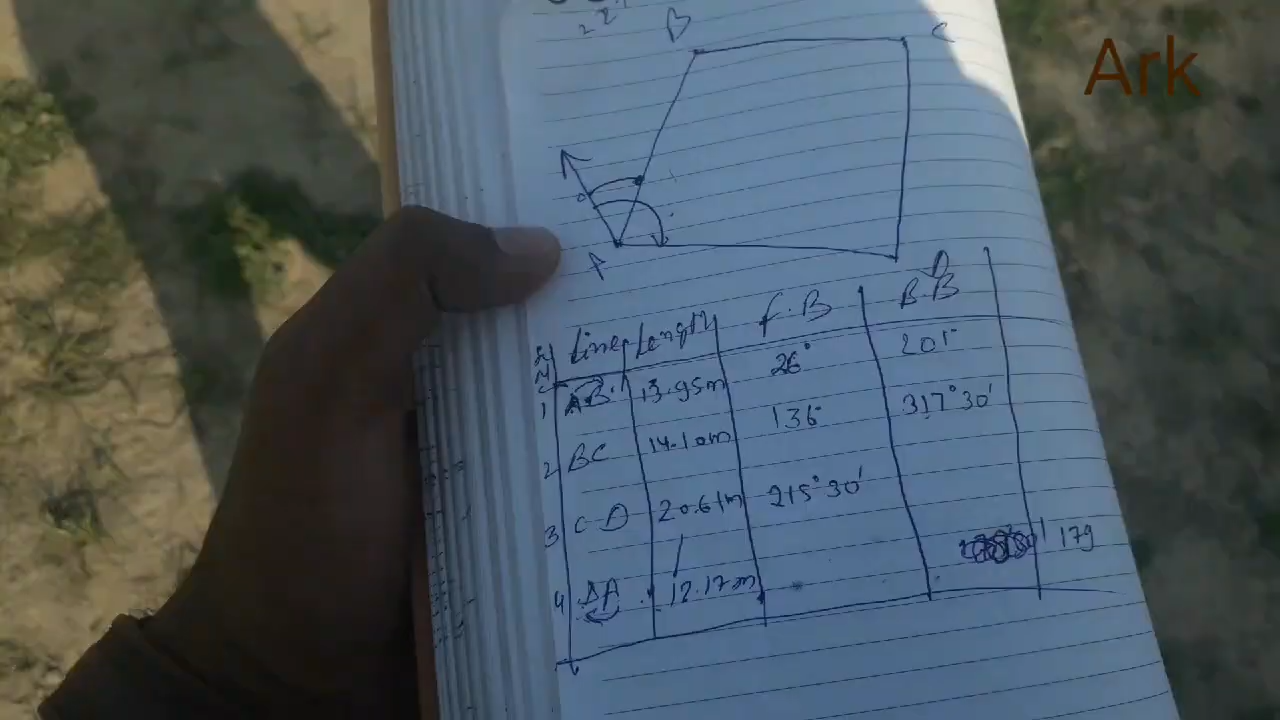 Ark
B
C
A
D
Line Length F.B B B
1 AB 13.95m 26° 201°
2 BC 14.10m 136° 317°30'
3 CD 20.61m 215°30'
4 DA 12.17m 179